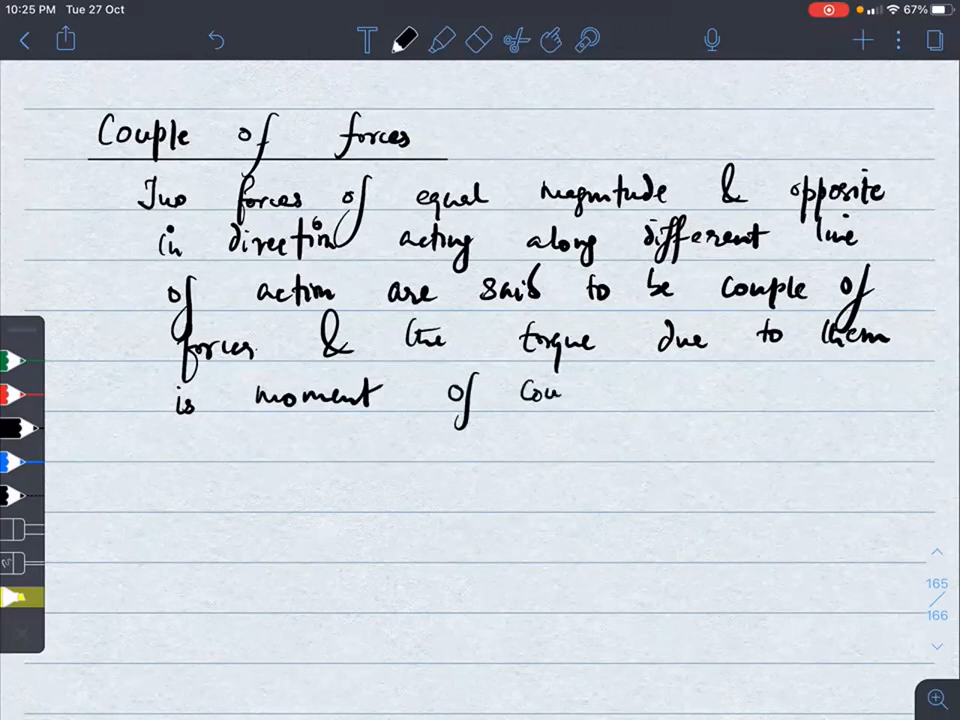 10:25 PM Tue 27 Oct
67%
Couple of forces
Two forces of equal magnitude & opposite
in direction acting along different line
of action are said to be couple of
forces & the torque due to them
is moment of cou
165
166